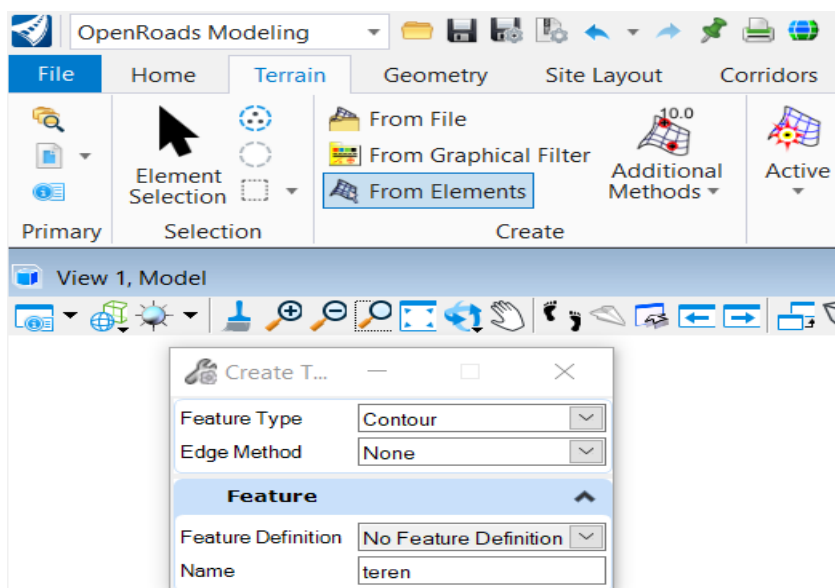 OpenRoads Modeling
File Home Terrain Geometry Site Layout Corridors
From File
From Graphical Filter
From Elements
Element
Selection
10.0
Additional
Methods
Active
Primary Selection Create
View 1, Model
Create T...
Feature Type Contour
Edge Method None
Feature
Feature Definition No Feature Definition
Name teren